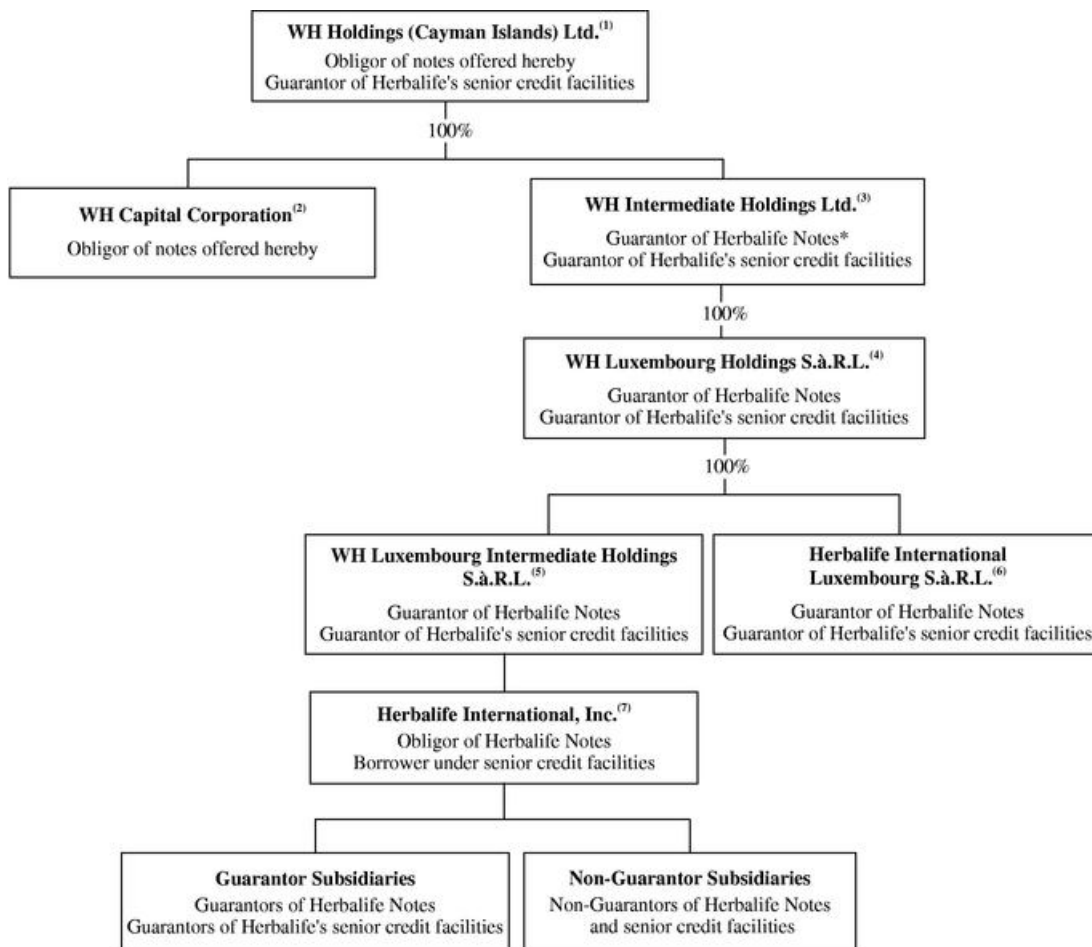 WH Holdings (Cayman Islands) Ltd.(1)
Obligor of notes offered hereby
Guarantor of Herbalife's senior credit facilities
100%
WH Capital Corporation(2)
Obligor of notes offered hereby
WH Intermediate Holdings Ltd.(3)
Guarantor of Herbalife Notes*
Guarantor of Herbalife's senior credit facilities
100%
WH Luxembourg Holdings S.à.R.L.(4)
Guarantor of Herbalife Notes
Guarantor of Herbalife's senior credit facilities
100%
WH Luxembourg Intermediate Holdings
S.à.R.L.(5)
Guarantor of Herbalife Notes
Guarantor of Herbalife's senior credit facilities
Herbalife International
Luxembourg S.à.R.L.(6)
Guarantor of Herbalife Notes
Guarantor of Herbalife's senior credit facilities
Herbalife International, Inc.(7)
Obligor of Herbalife Notes
Borrower under senior credit facilities
Guarantor Subsidiaries
Guarantors of Herbalife Notes
Guarantors of Herbalife's senior credit facilities
Non-Guarantor Subsidiaries
Non-Guarantors of Herbalife Notes
and senior credit facilities